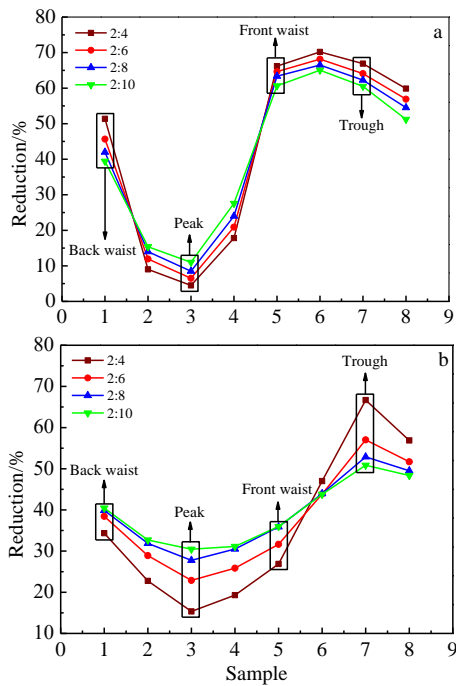 80
70
60
50
40
30
20
10
0
Reduction/%
2:4
2:6
2:8
2:10
Front waist
a
Trough
Peak
Back waist
0 1 2 3 4 5 6 7 8 9
80
70
60
50
40
30
20
10
Reduction/%
2:4
2:6
2:8
2:10
Trough
b
Back waist
Peak
Front waist
0 1 2 3 4 5 6 7 8 9
Sample